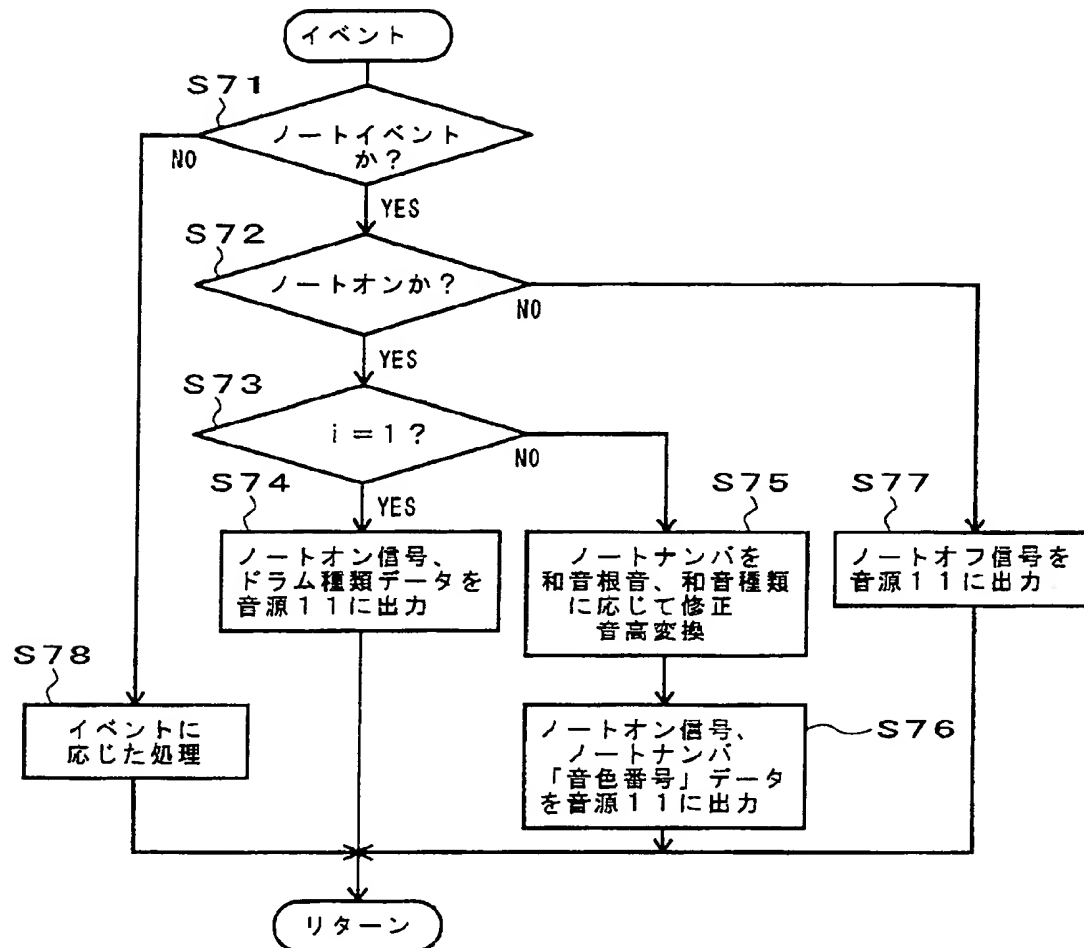 イベント
S71
ノートイベント
か？
NO
YES
S72
ノートオンか？
NO
YES
S73
i＝1？
NO
YES
S74
ノートオン信号、
ドラム種類データを
音源11に出力
S75
ノートナンバを
和音根音、和音種類
に応じて修正
音高変換
S77
ノートオフ信号を
音源11に出力
S78
イベントに
応じた処理
S76
ノートオン信号、
ノートナンバ
「音色番号」データ
を音源11に出力
リターン